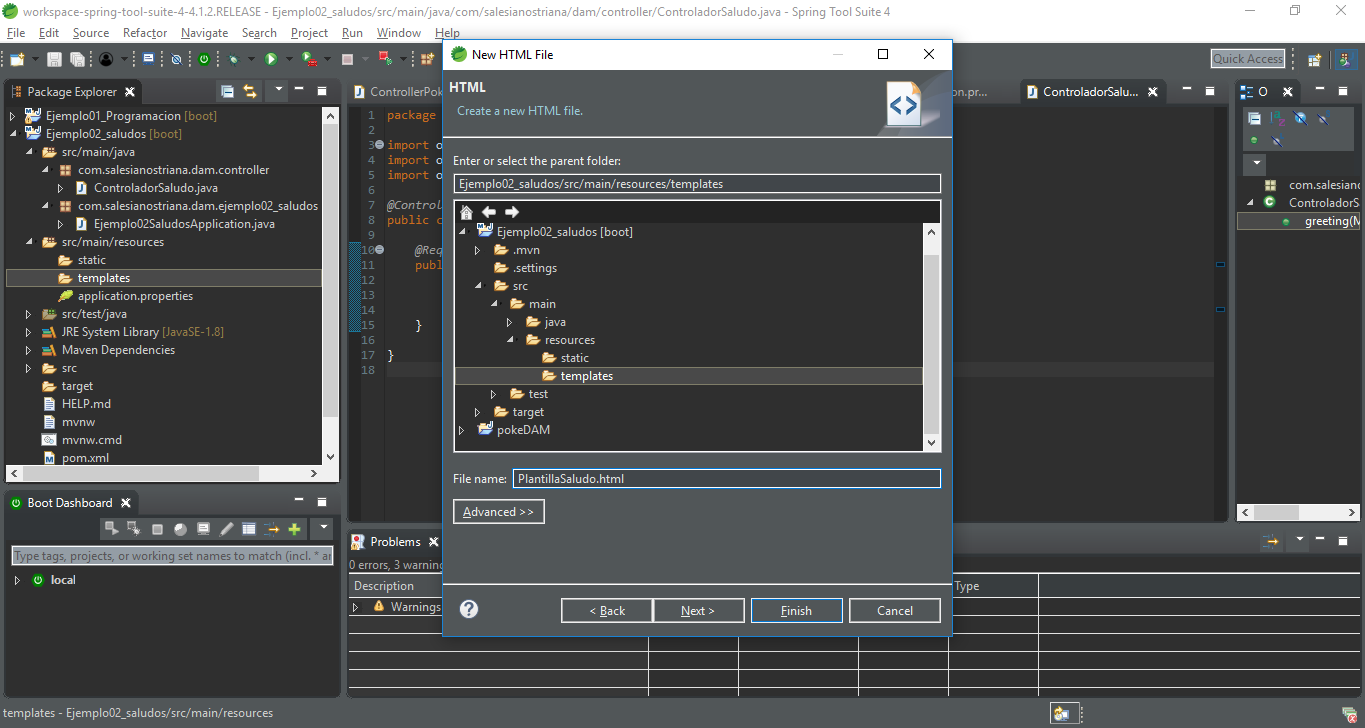 workspace-spring-tool-suite-4-4.1.2.RELEASE - Ejemplo02_saludos/src/main/java/com/salesianostriana/dam/controller/ControladorSaludo.java - Spring Tool Suite 4
File Edit Source Refactor Navigate Search Project Run Window Help
Quick Access
Package Explorer
Ejemplo01_Programacion [boot]
Ejemplo02_saludos [boot]
src/main/java
com.salesianostriana.dam.controller
ControladorSaludo.java
com.salesianostriana.dam.ejemplo02_saludos
Ejemplo02SaludosApplication.java
src/main/resources
static
templates
application.properties
src/test/java
JRE System Library [JavaSE-1.8]
Maven Dependencies
src
target
HELP.md
mvnw
mvnw.cmd
pom.xml
Boot Dashboard
Type tags, projects, or working set names to match (incl. * ar
local
ControllerPok
on.pr...
ControladorSalu...
1 package
2
3 import o
4 import o
5 import o
6
7 @Control
8 public c
9
10 @Req
11 publ
12
13
14
15 }
16
17 }
18
New HTML File
HTML
Create a new HTML file.
Enter or select the parent folder:
Ejemplo02_saludos/src/main/resources/templates
Ejemplo02_saludos [boot]
.mvn
.settings
src
main
java
resources
static
templates
test
target
pokeDAM
File name: PlantillaSaludo.html
Advanced >>
< Back Next > Finish Cancel
O
com.salesianc
ControladorS
greeting(M
Problems
0 errors, 3 warning
Description
Type
Warnings
templates - Ejemplo02_saludos/src/main/resources